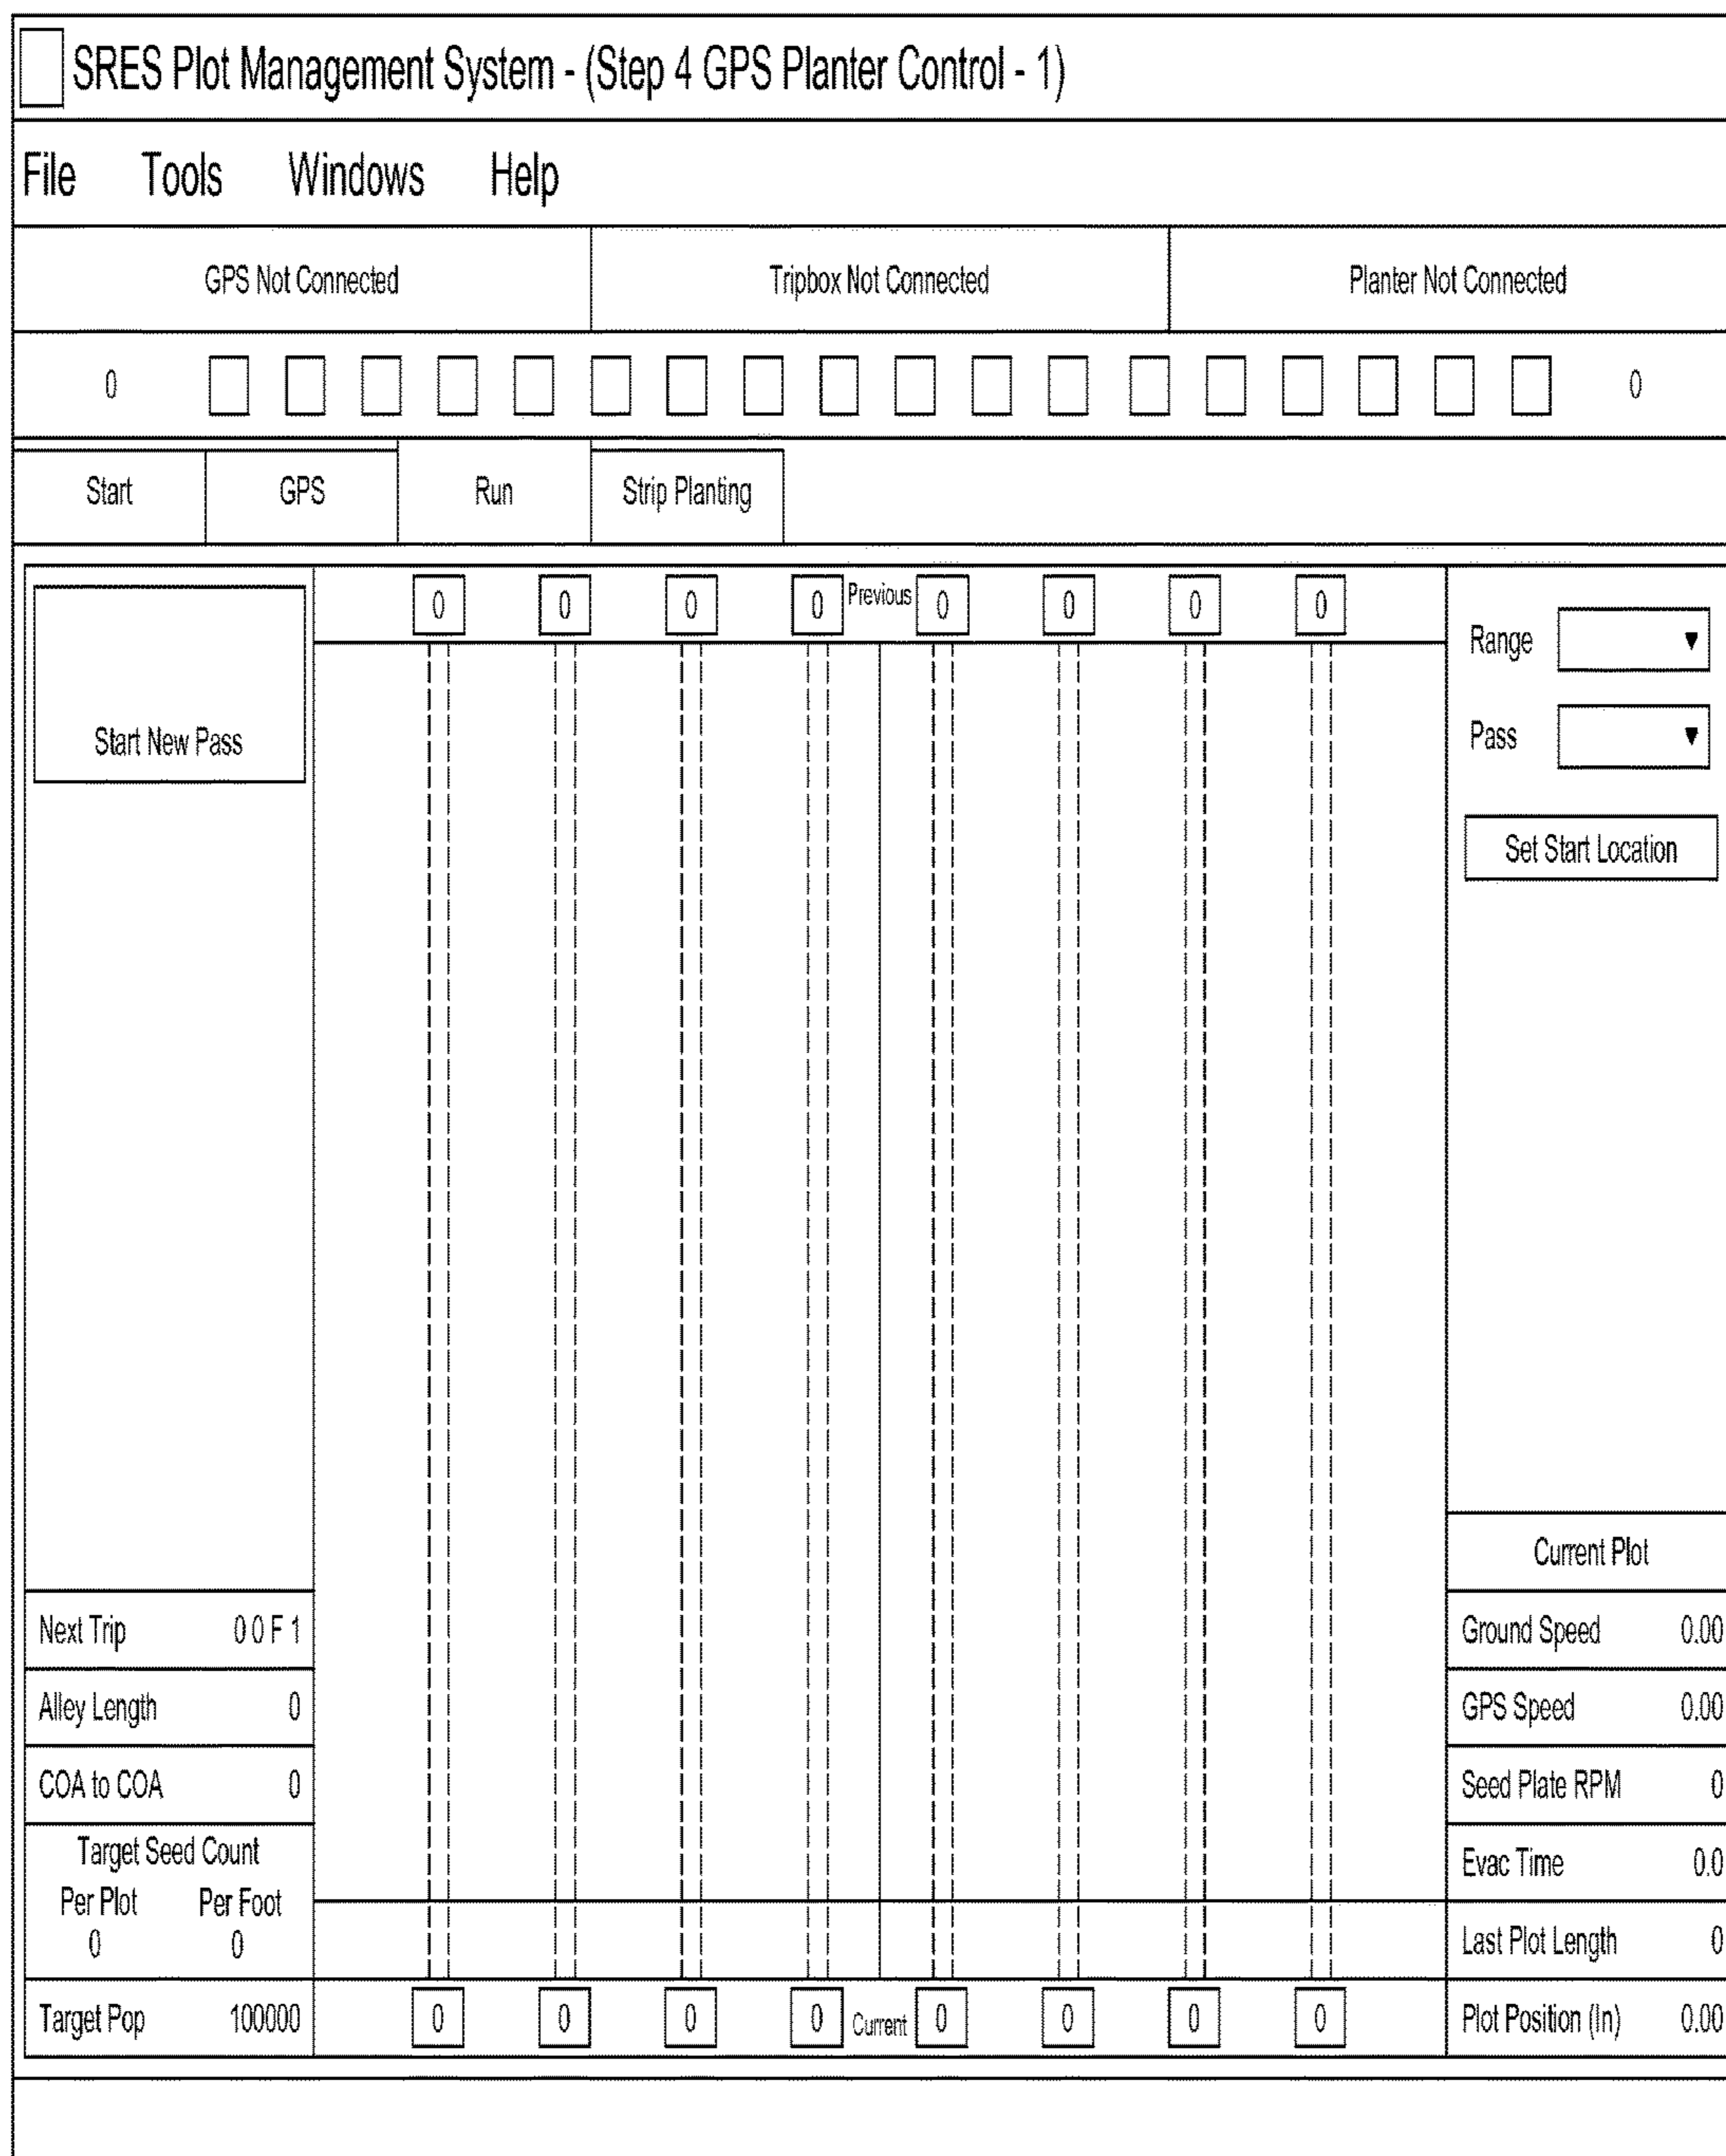 SRES Plot Management System - (Step 4 GPS Planter Control - 1)
File Tools Windows Help
GPS Not Connected Tripbox Not Connected Planter Not Connected
0 0
Start GPS Run Strip Planting
0 0 0 0 Previous 0 0 0 0
Range
Start New Pass
Pass
Set Start Location
Current Plot
Next Trip 0 0 F 1
Ground Speed 0.00
Alley Length 0
GPS Speed 0.00
COA to COA 0
Seed Plate RPM 0
Target Seed Count
Evac Time 0.0
Per Plot Per Foot
0 0
Last Plot Length 0
Target Pop 100000
0 0 0 0 Current 0 0 0 0
Plot Position (In) 0.00